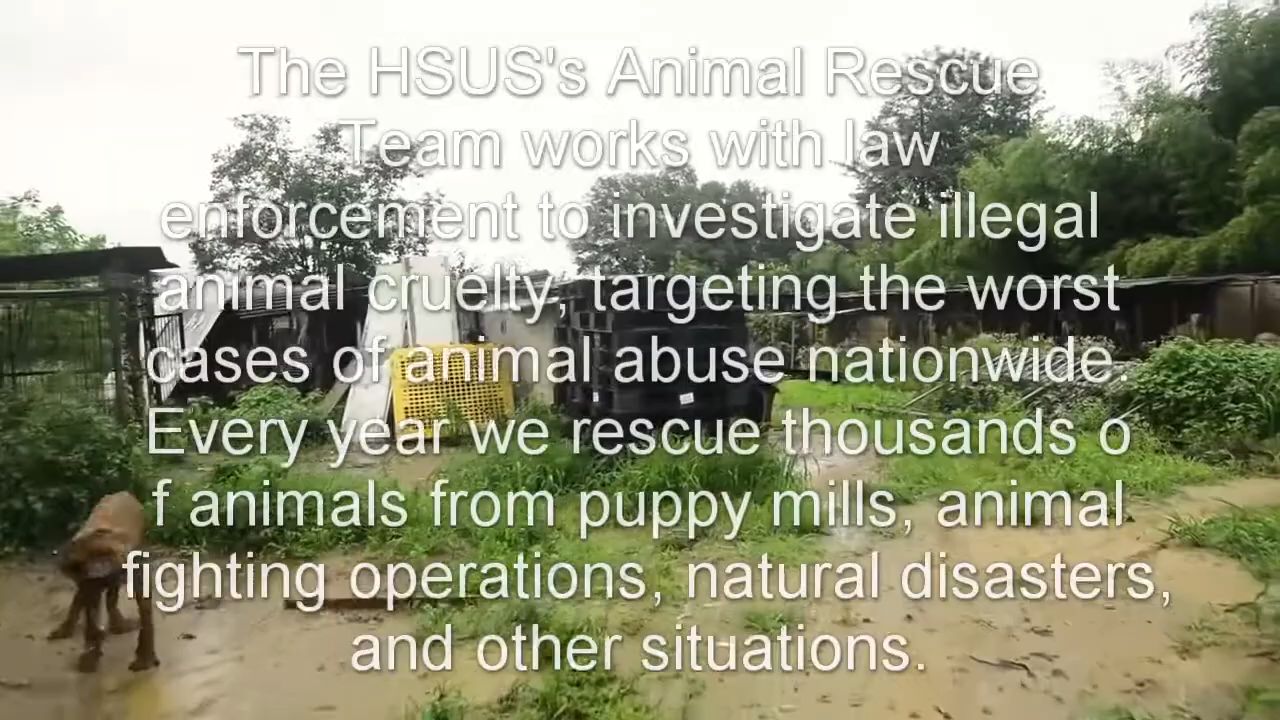 The HSUS's Animal Rescue
Team works with law
enforcement to investigate illegal
animal cruelty, targeting the worst
cases of animal abuse nationwide.
Every year we rescue thousands o
f animals from puppy mills, animal
fighting operations, natural disasters,
and other situations.